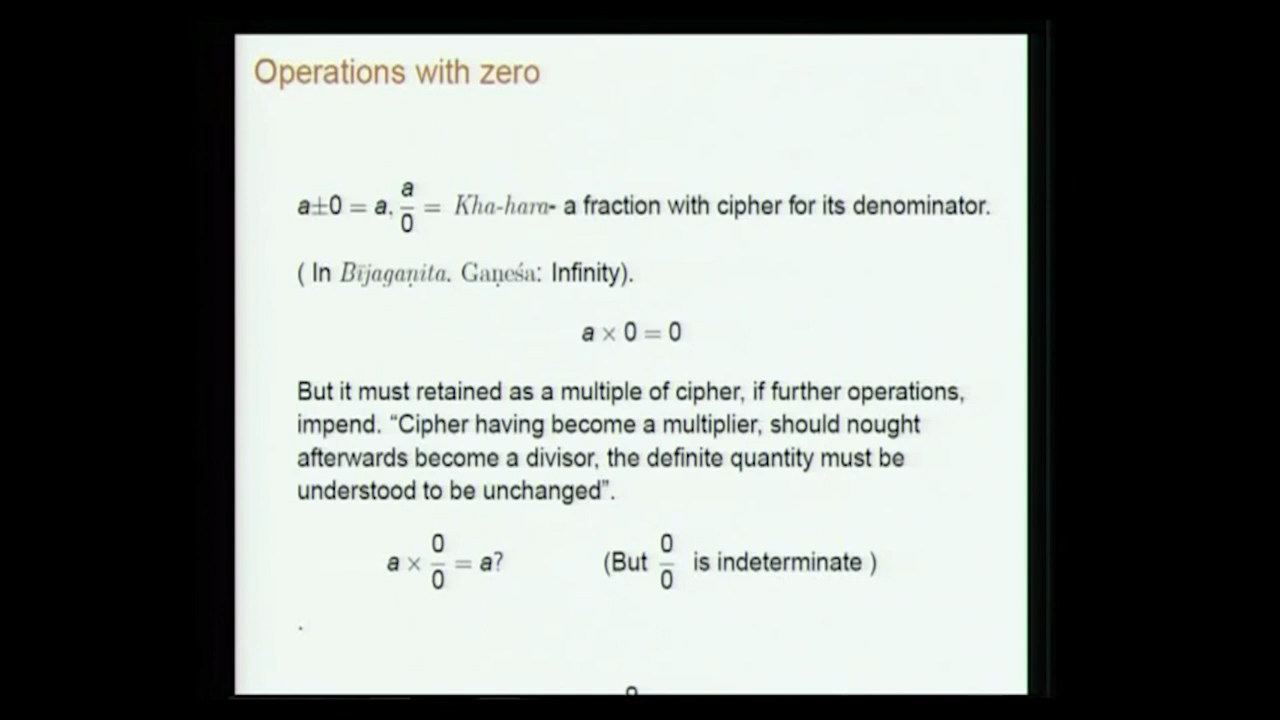 Operations with zero
a±0 = a, a/0 = Kha-hara- a fraction with cipher for its denominator.
( In Bījagaṇita. Gaṇeśa: Infinity).
a × 0 = 0
But it must retained as a multiple of cipher, if further operations,
impend. “Cipher having become a multiplier, should nought
afterwards become a divisor, the definite quantity must be
understood to be unchanged”.
a × 0/0 = a? (But 0/0 is indeterminate )
.